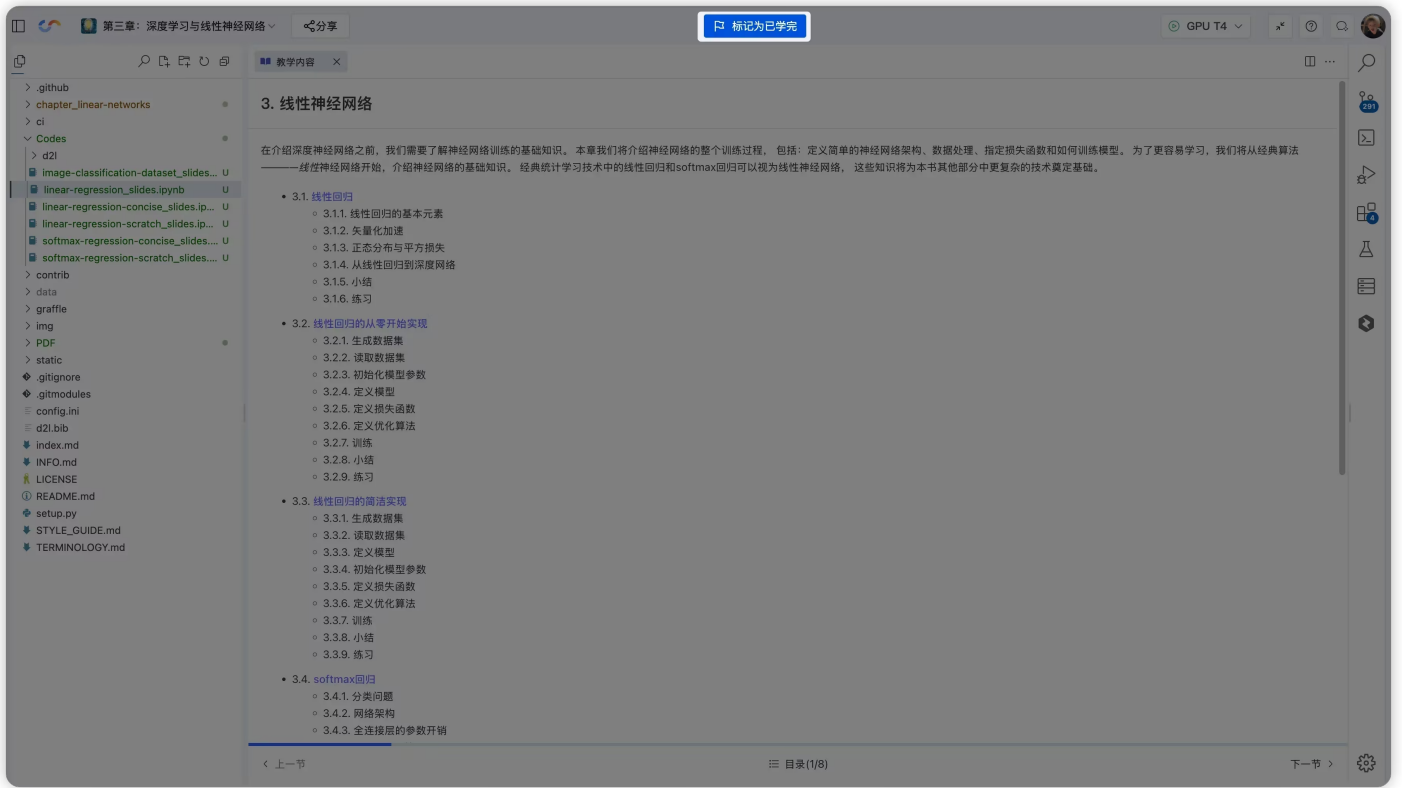 第三章：深度学习与线性神经网络
分享
标记为已学完
GPU T4
教学内容
.github
chapter_linear-networks
ci
Codes
d2l
image-classification-dataset_slides... U
linear-regression_slides.ipynb U
linear-regression-concise_slides.ip... U
linear-regression-scratch_slides.ip... U
softmax-regression-concise_slides.... U
softmax-regression-scratch_slides.... U
contrib
data
graffle
img
PDF
static
.gitignore
.gitmodules
config.ini
d2l.bib
index.md
INFO.md
LICENSE
README.md
setup.py
STYLE_GUIDE.md
TERMINOLOGY.md
3. 线性神经网络
在介绍深度神经网络之前，我们需要了解神经网络训练的基础知识。 本章我们将介绍神经网络的整个训练过程， 包括：定义简单的神经网络架构、数据处理、指定损失函数和如何训练模型。 为了更容易学习，我们将从经典算法
————线性神经网络开始，介绍神经网络的基础知识。 经典统计学习技术中的线性回归和softmax回归可以视为线性神经网络， 这些知识将为本书其他部分中更复杂的技术奠定基础。
3.1. 线性回归
3.1.1. 线性回归的基本元素
3.1.2. 矢量化加速
3.1.3. 正态分布与平方损失
3.1.4. 从线性回归到深度网络
3.1.5. 小结
3.1.6. 练习
3.2. 线性回归的从零开始实现
3.2.1. 生成数据集
3.2.2. 读取数据集
3.2.3. 初始化模型参数
3.2.4. 定义模型
3.2.5. 定义损失函数
3.2.6. 定义优化算法
3.2.7. 训练
3.2.8. 小结
3.2.9. 练习
3.3. 线性回归的简洁实现
3.3.1. 生成数据集
3.3.2. 读取数据集
3.3.3. 定义模型
3.3.4. 初始化模型参数
3.3.5. 定义损失函数
3.3.6. 定义优化算法
3.3.7. 训练
3.3.8. 小结
3.3.9. 练习
3.4. softmax回归
3.4.1. 分类问题
3.4.2. 网络架构
3.4.3. 全连接层的参数开销
上一节
目录(1/8)
下一节
291
4